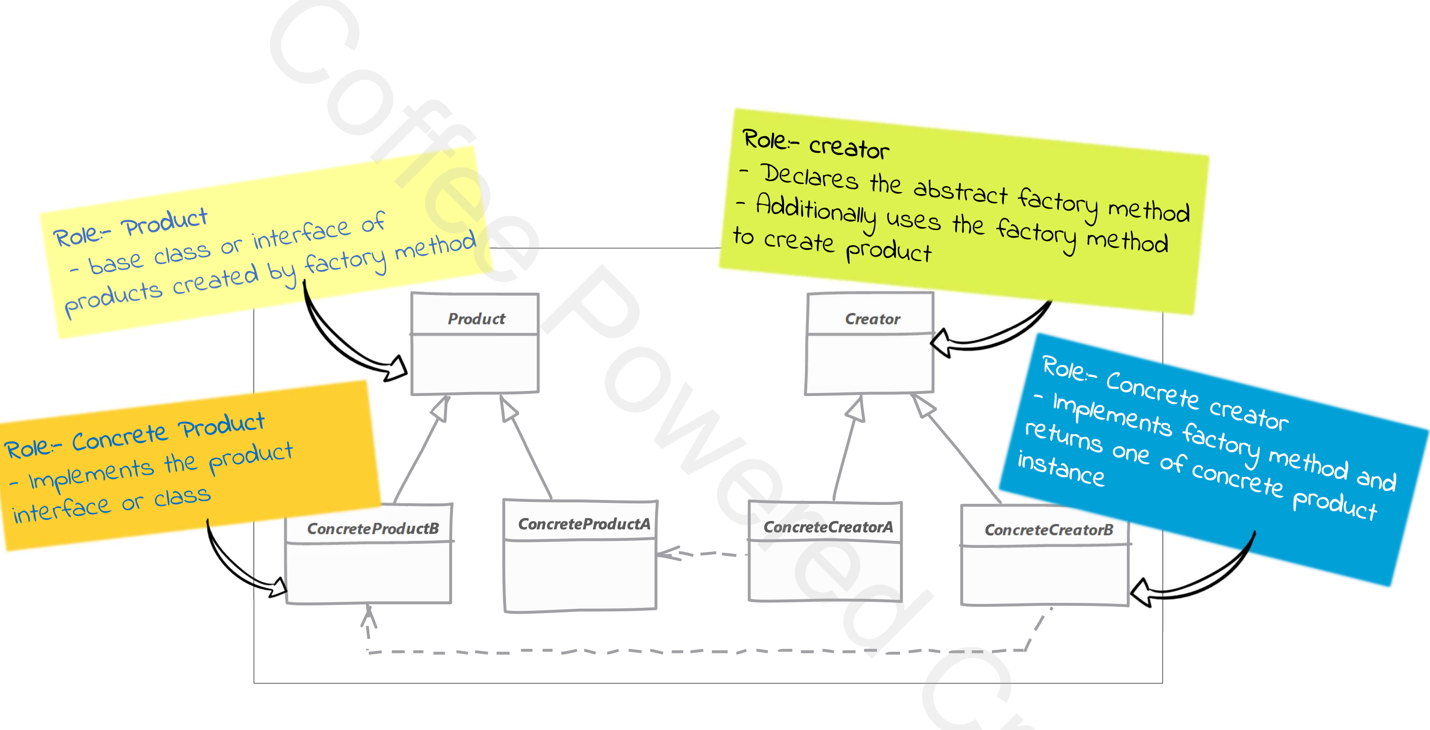 Role:- Product
- base class or interface of
products created by factory method
Role:- creator
- Declares the abstract factory method
- Additionally uses the factory method
to create product
Product
Creator
Role:- Concrete Product
- Implements the product
interface or class
Role:- Concrete creator
- Implements factory method and
returns one of concrete product
instance
ConcreteProductB
ConcreteProductA
ConcreteCreatorA
ConcreteCreatorB
Coffee Powered